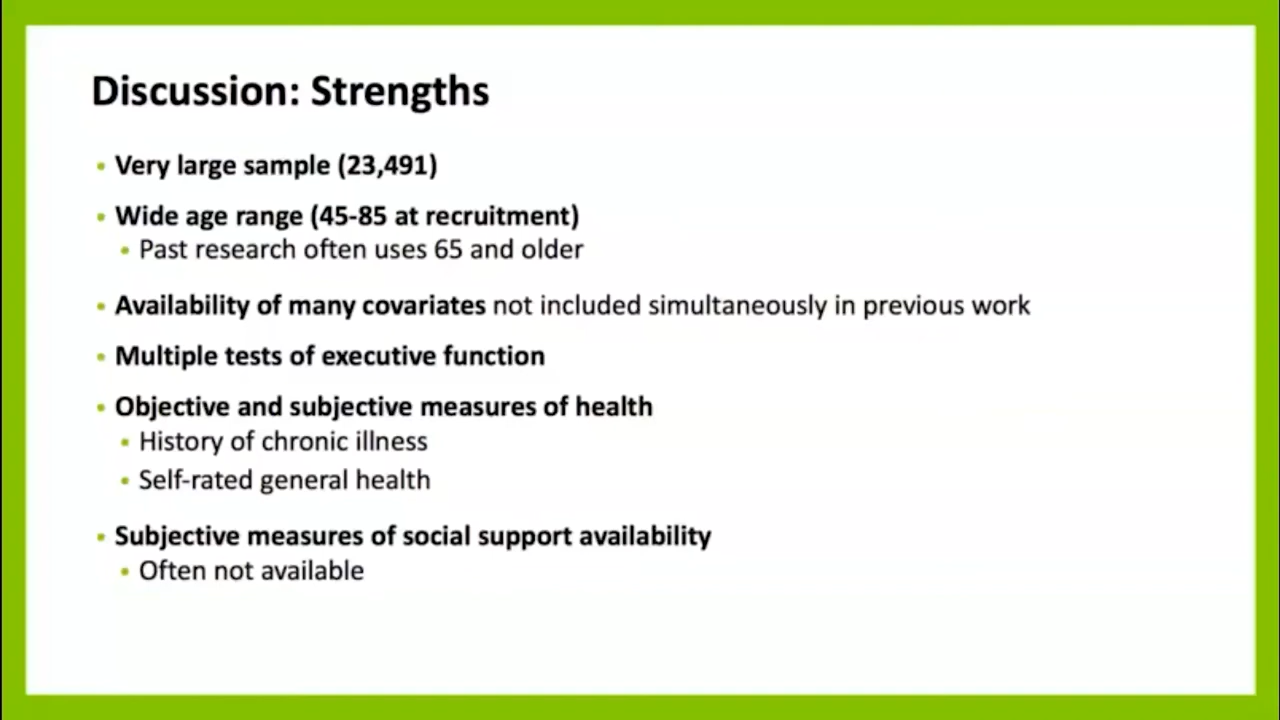 Discussion: Strengths
• Very large sample (23,491)
• Wide age range (45-85 at recruitment)
• Past research often uses 65 and older
• Availability of many covariates not included simultaneously in previous work
• Multiple tests of executive function
• Objective and subjective measures of health
• History of chronic illness
• Self-rated general health
• Subjective measures of social support availability
• Often not available